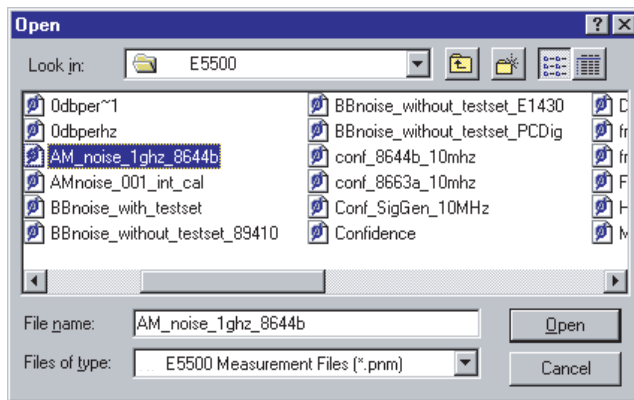 Open
Look in: E5500
0dbper~1
0dbperhz
AM_noise_1ghz_8644b
AMnoise_001_int_cal
BBnoise_with_testset
BBnoise_without_testset_89410
BBnoise_without_testset_E1430
BBnoise_without_testset_PCDig
conf_8644b_10mhz
conf_8663a_10mhz
Conf_SigGen_10MHz
Confidence
File name: AM_noise_1ghz_8644b Open
Files of type: E5500 Measurement Files (*.pnm) Cancel